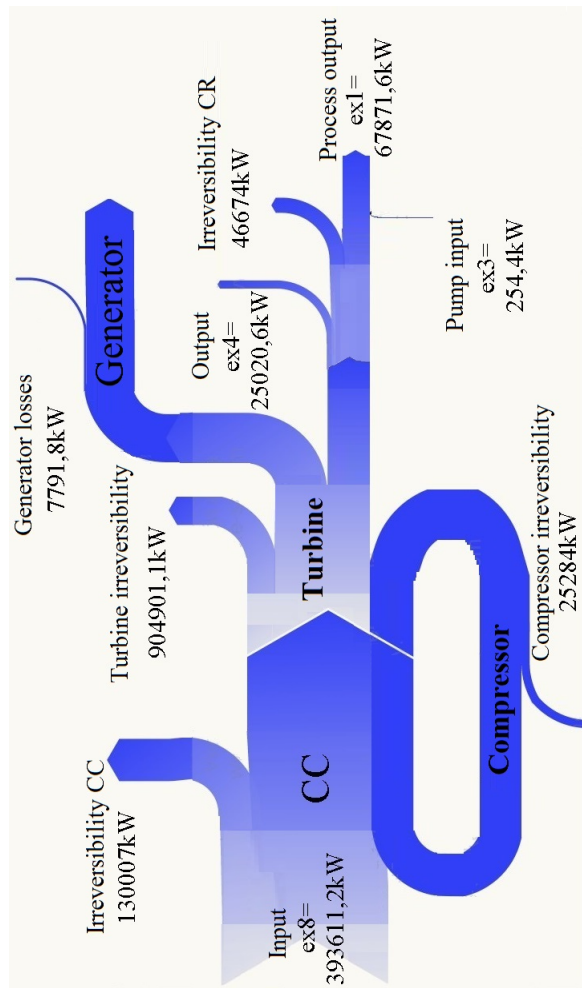 Input
ex8=
393611,2kW
Irreversibility CC
130007kW
CC
Turbine irreversibility
904901,1kW
Turbine
Compressor
Compressor irreversibility
25284kW
Generator losses
7791,8kW
Generator
Output
ex4=
25020,6kW
Irreversibility CR
46674kW
Pump input
ex3=
254,4kW
Process output
ex1=
67871,6kW